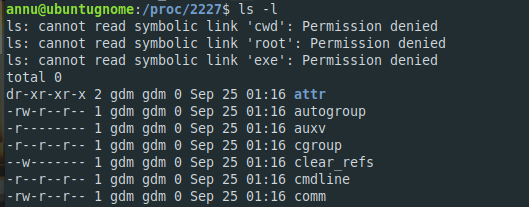 annu@ubuntugnome:/proc/2227$ ls -l
ls: cannot read symbolic link 'cwd': Permission denied
ls: cannot read symbolic link 'root': Permission denied
ls: cannot read symbolic link 'exe': Permission denied
total 0
dr-xr-xr-x 2 gdm gdm 0 Sep 25 01:16 attr
-rw-r--r-- 1 gdm gdm 0 Sep 25 01:16 autogroup
-r-------- 1 gdm gdm 0 Sep 25 01:16 auxv
-r--r--r-- 1 gdm gdm 0 Sep 25 01:16 cgroup
--w------- 1 gdm gdm 0 Sep 25 01:16 clear_refs
-r--r--r-- 1 gdm gdm 0 Sep 25 01:16 cmdline
-rw-r--r-- 1 gdm gdm 0 Sep 25 01:16 comm